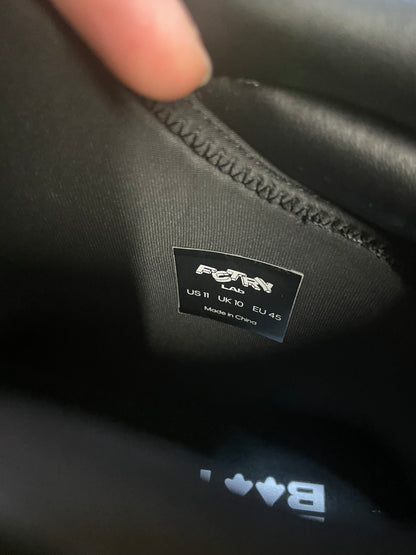 FCTRY
LAb
US 11 UK 10 EU 45
Made in China
B